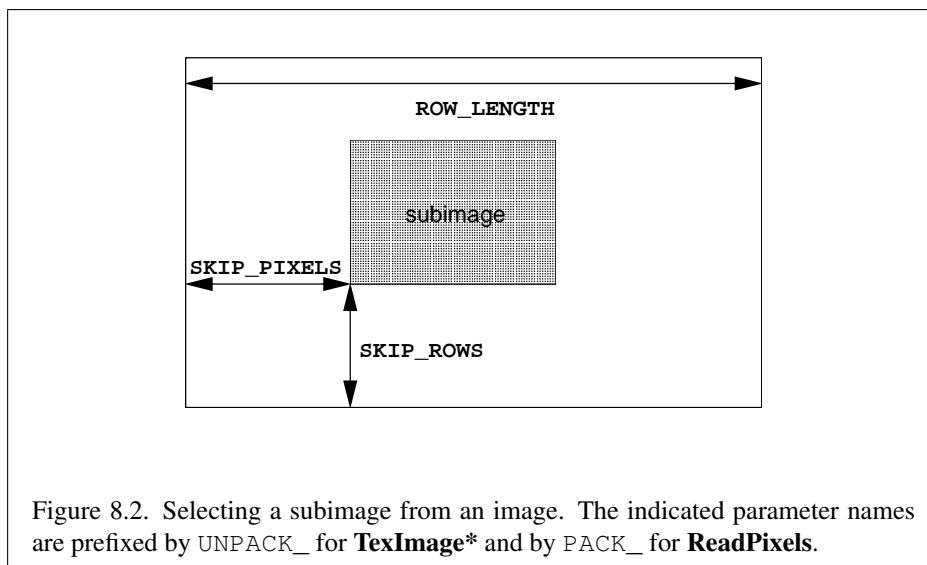 ROW_LENGTH
subimage
SKIP_PIXELS
SKIP_ROWS
Figure 8.2. Selecting a subimage from an image. The indicated parameter names
are prefixed by UNPACK_ for TexImage* and by PACK_ for ReadPixels.